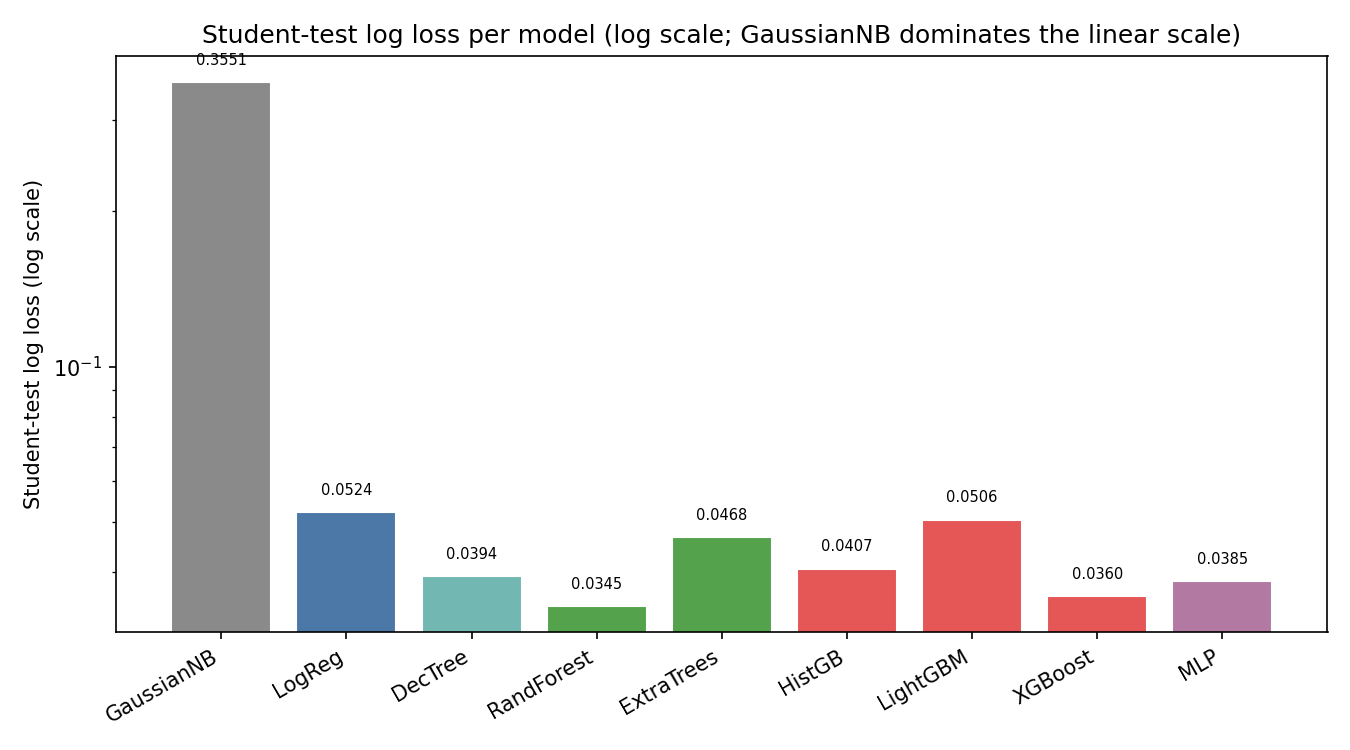 Student-test log loss per model (log scale; GaussianNB dominates the linear scale)
Student-test log loss (log scale)
10⁻¹
0.3551
0.0524
0.0394
0.0345
0.0468
0.0407
0.0506
0.0360
0.0385
GaussianNB
LogReg
DecTree
RandForest
ExtraTrees
HistGB
LightGBM
XGBoost
MLP